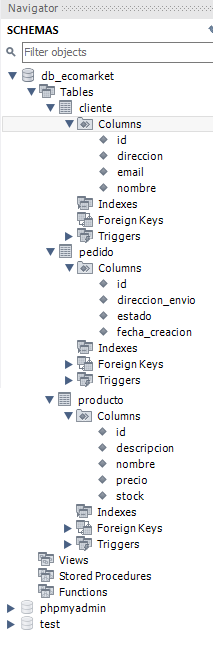 Navigator
SCHEMAS
Filter objects
db_ecomarket
Tables
cliente
Columns
id
direccion
email
nombre
Indexes
Foreign Keys
Triggers
pedido
Columns
id
direccion_envio
estado
fecha_creacion
Indexes
Foreign Keys
Triggers
producto
Columns
id
descripcion
nombre
precio
stock
Indexes
Foreign Keys
Triggers
Views
Stored Procedures
Functions
phpmyadmin
test